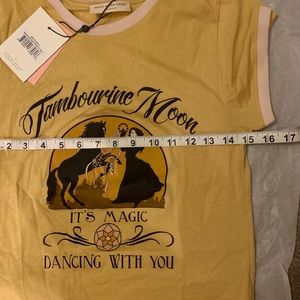 Tambourine Moon
2 3 4 5 6 7 8 9 10 11 12 13 14 15 16 17
IT'S MAGIC
DANCING WITH YOU